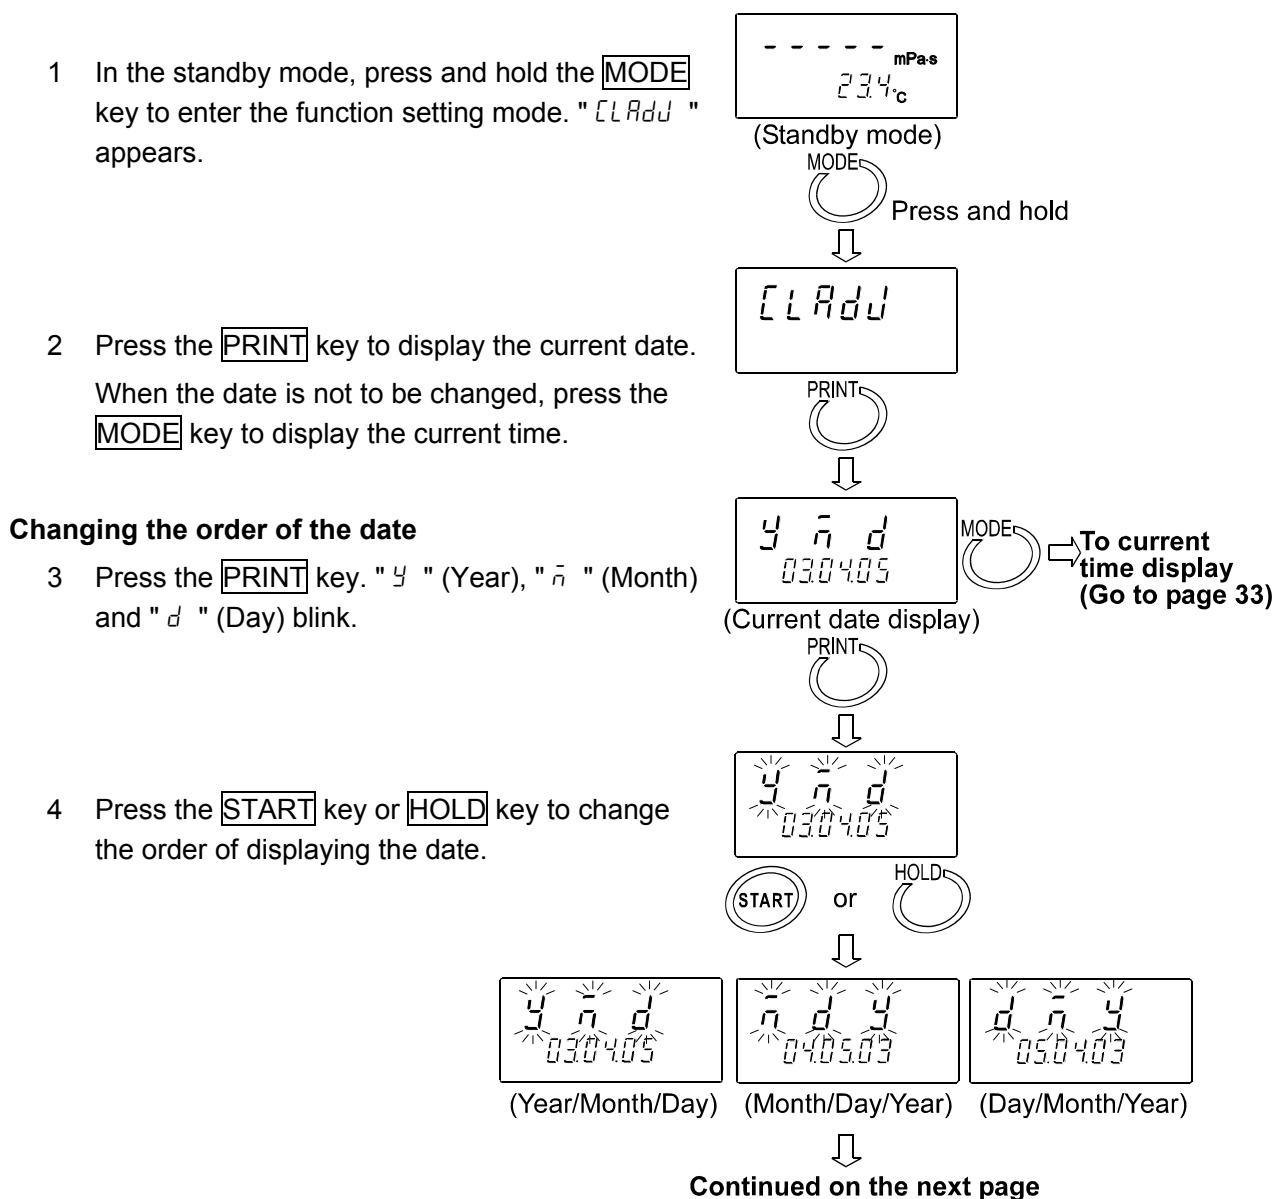 1 In the standby mode, press and hold the MODE
key to enter the function setting mode. " CLAdJ "
appears.
- - - - - mPa·s
23.4°C
(Standby mode)
MODE
Press and hold
CLAdJ
2 Press the PRINT key to display the current date.
When the date is not to be changed, press the
MODE key to display the current time.
PRINT
Changing the order of the date
3 Press the PRINT key. " y " (Year), " n̄ " (Month)
and " d " (Day) blink.
y n̄ d
03.04.05
(Current date display)
MODE
To current
time display
(Go to page 33)
PRINT
4 Press the START key or HOLD key to change
the order of displaying the date.
y n̄ d
03.04.05
START or HOLD
y n̄ d
03.04.05
(Year/Month/Day)
n̄ d y
04.05.03
(Month/Day/Year)
d n̄ y
05.04.03
(Day/Month/Year)
Continued on the next page